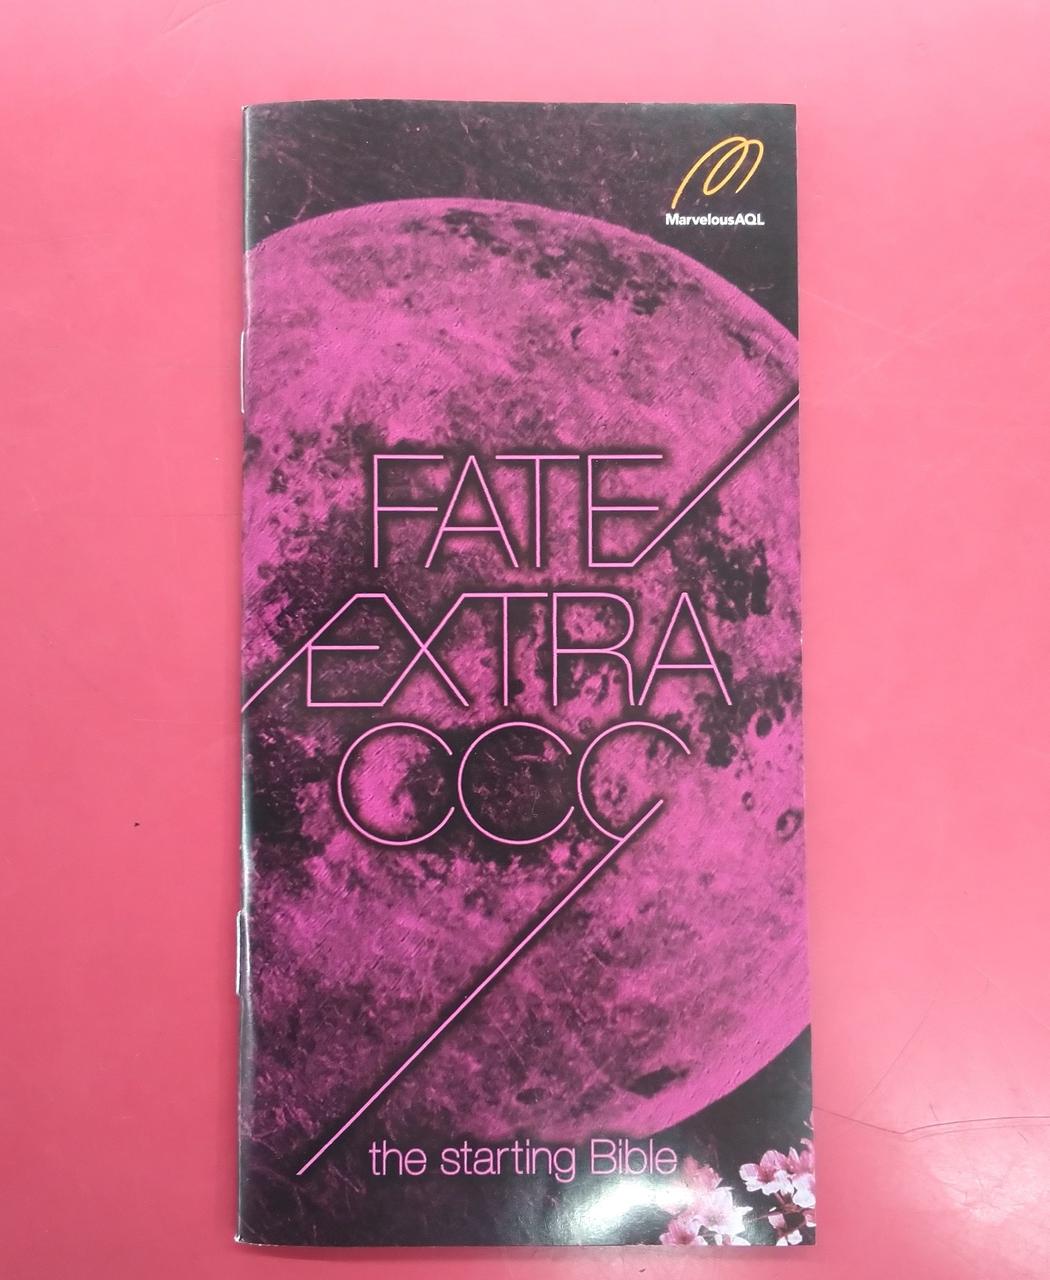 MarvelousAQL
FATE/
EXTRA
CCC
the starting Bible